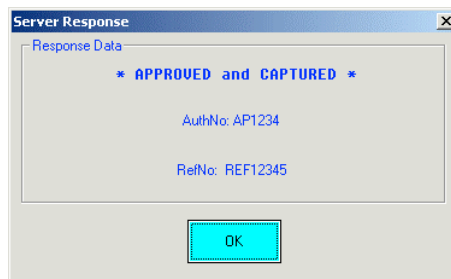 Server Response
Response Data
* APPROVED and CAPTURED *
AuthNo: AP1234
RefNo: REF12345
OK